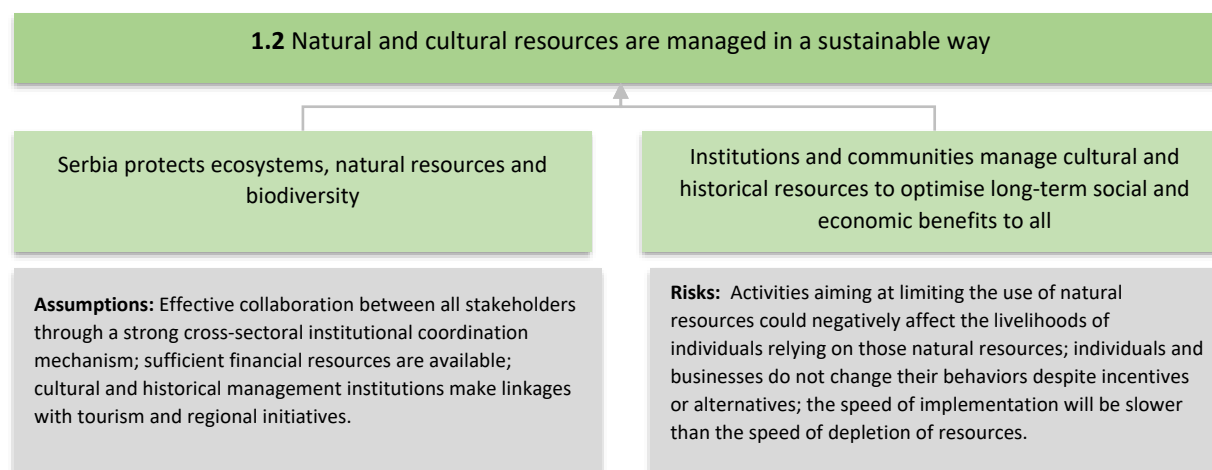 1.2 Natural and cultural resources are managed in a sustainable way
Serbia protects ecosystems, natural resources and
biodiversity
Institutions and communities manage cultural and
historical resources to optimise long-term social and
economic benefits to all
Assumptions: Effective collaboration between all stakeholders
through a strong cross-sectoral institutional coordination
mechanism; sufficient financial resources are available;
cultural and historical management institutions make linkages
with tourism and regional initiatives.
Risks: Activities aiming at limiting the use of natural
resources could negatively affect the livelihoods of
individuals relying on those natural resources; individuals and
businesses do not change their behaviors despite incentives
or alternatives; the speed of implementation will be slower
than the speed of depletion of resources.